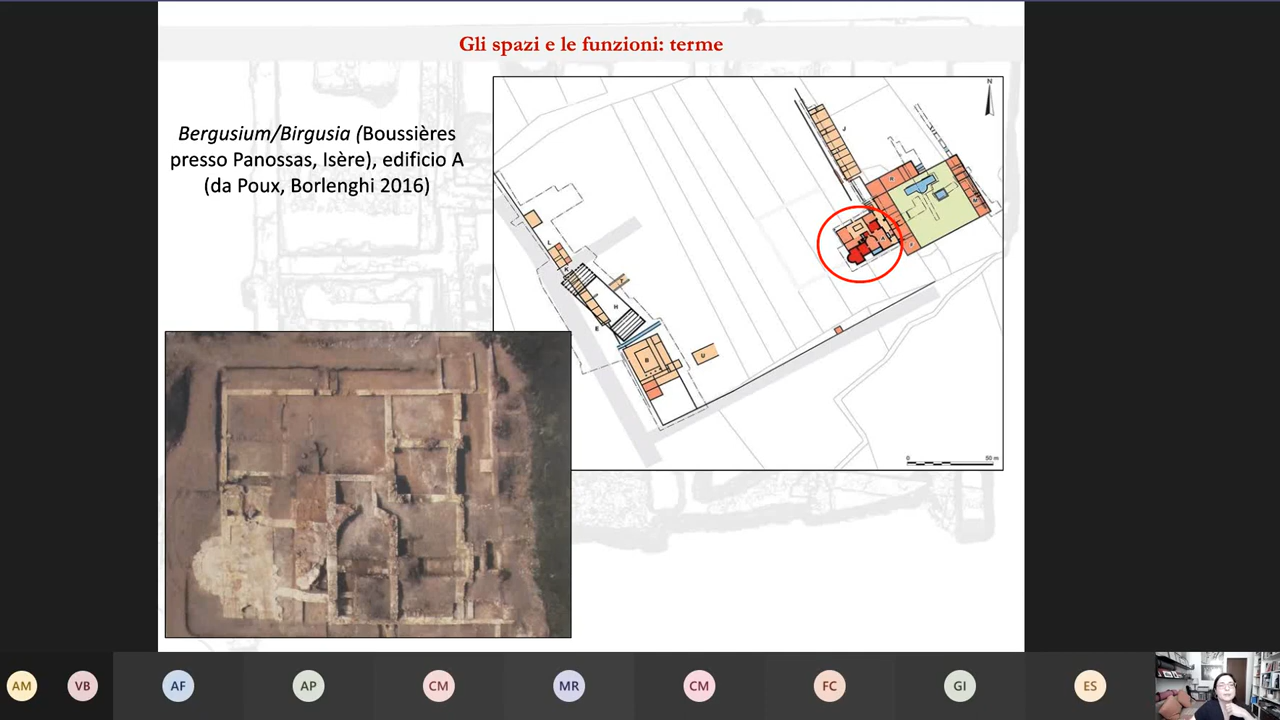 Gli spazi e le funzioni: terme
Bergusium/Birgusia (Boussières
presso Panossas, Isère), edificio A
(da Poux, Borlenghi 2016)
N
J
L
K
H
E
B
U
0
50 m
AM
VB
AF
AP
CM
MR
CM
FC
GI
ES